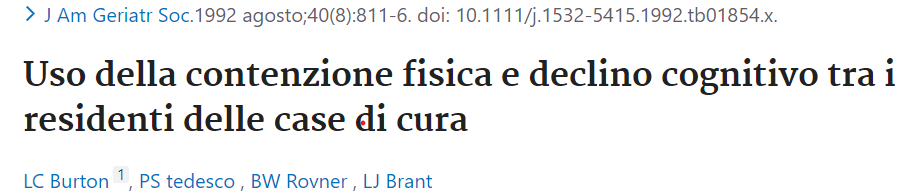 > J Am Geriatr Soc.1992 agosto;40(8):811-6. doi: 10.1111/j.1532-5415.1992.tb01854.x.
Uso della contenzione fisica e declino cognitivo tra i
residenti delle case di cura
LC Burton 1, PS tedesco , BW Rovner , LJ Brant